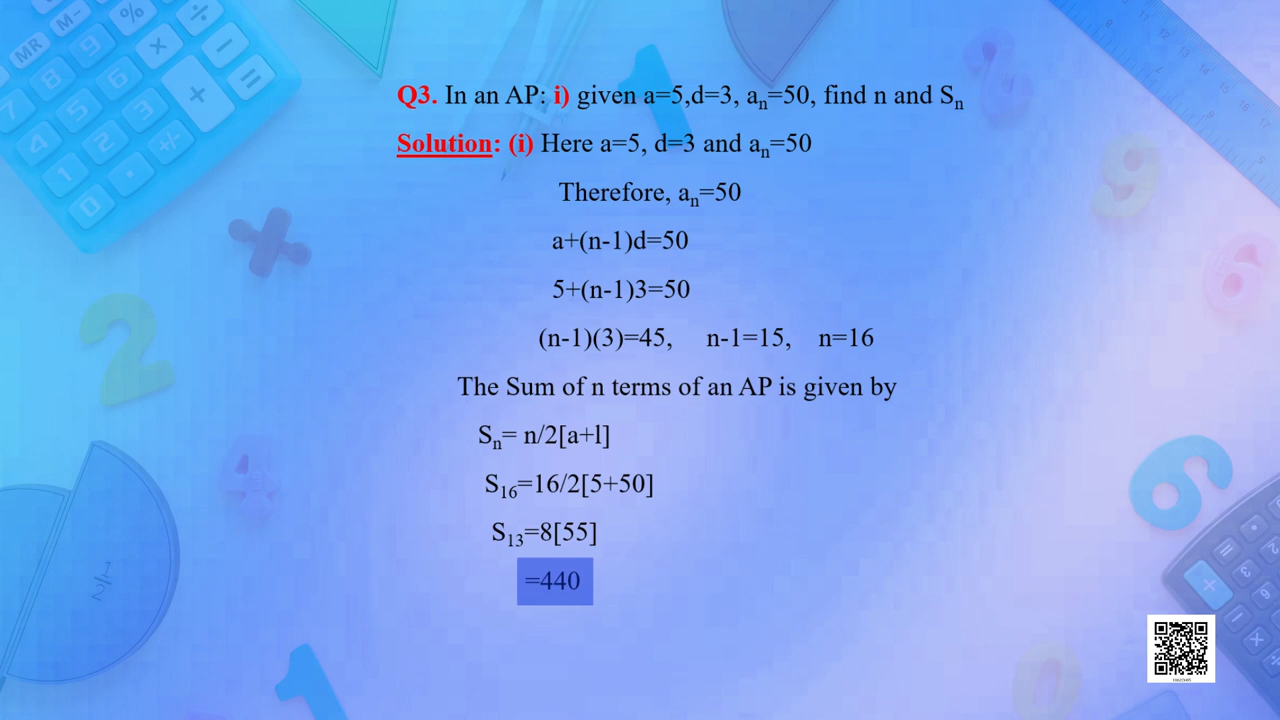 Q3. In an AP: i) given a=5,d=3, aₙ=50, find n and Sₙ
Solution: (i) Here a=5, d=3 and aₙ=50
Therefore, aₙ=50
a+(n-1)d=50
5+(n-1)3=50
(n-1)(3)=45, n-1=15, n=16
The Sum of n terms of an AP is given by
Sₙ= n/2[a+l]
S₁₆=16/2[5+50]
S₁₃=8[55]
=440